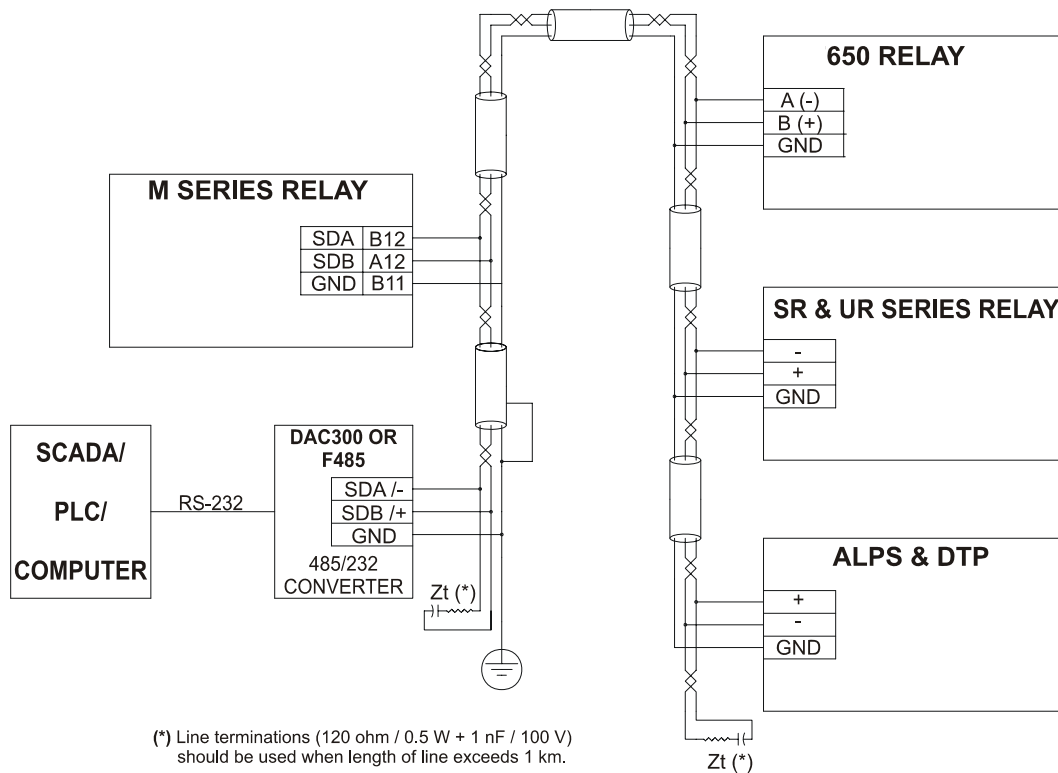 650 RELAY
A (-)
B (+)
GND
M SERIES RELAY
SDA B12
SDB A12
GND B11
SR & UR SERIES RELAY
-
+
GND
SCADA/
PLC/
COMPUTER
RS-232
DAC300 OR
F485
SDA /-
SDB /+
GND
485/232
CONVERTER
Zt (*)
ALPS & DTP
+
-
GND
(*) Line terminations (120 ohm / 0.5 W + 1 nF / 100 V)
should be used when length of line exceeds 1 km.
Zt (*)